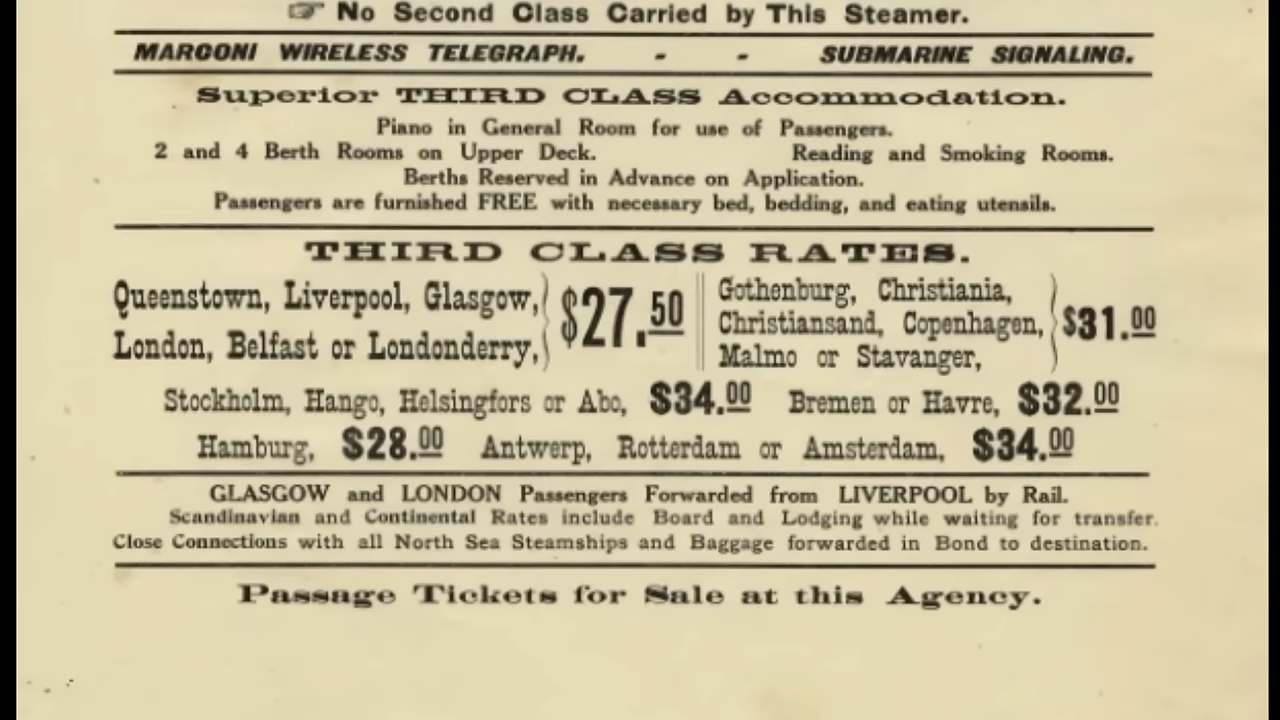 ☞ No Second Class Carried by This Steamer.
MARCONI WIRELESS TELEGRAPH. - - SUBMARINE SIGNALING.
Superior THIRD CLASS Accommodation.
Piano in General Room for use of Passengers.
2 and 4 Berth Rooms on Upper Deck. Reading and Smoking Rooms.
Berths Reserved in Advance on Application.
Passengers are furnished FREE with necessary bed, bedding, and eating utensils.
THIRD CLASS RATES.
Queenstown, Liverpool, Glasgow,
London, Belfast or Londonderry,
$27.50
Gothenburg, Christiania,
Christiansand, Copenhagen,
Malmo or Stavanger,
$31.00
Stockholm, Hango, Helsingfors or Abo, $34.00 Bremen or Havre, $32.00
Hamburg, $28.00 Antwerp, Rotterdam or Amsterdam, $34.00
GLASGOW and LONDON Passengers Forwarded from LIVERPOOL by Rail.
Scandinavian and Continental Rates include Board and Lodging while waiting for transfer.
Close Connections with all North Sea Steamships and Baggage forwarded in Bond to destination.
Passage Tickets for Sale at this Agency.